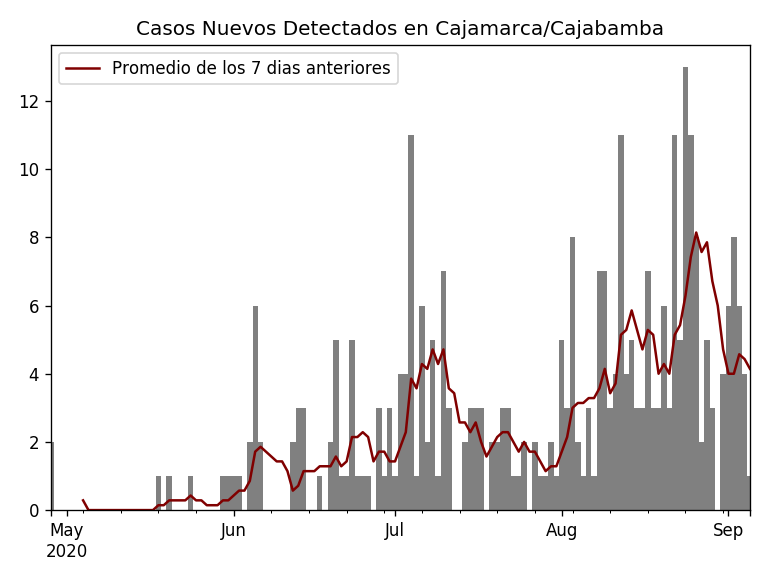 Casos Nuevos Detectados en Cajamarca/Cajabamba
Promedio de los 7 dias anteriores
12
10
8
6
4
2
0
May Jun Jul Aug Sep
2020